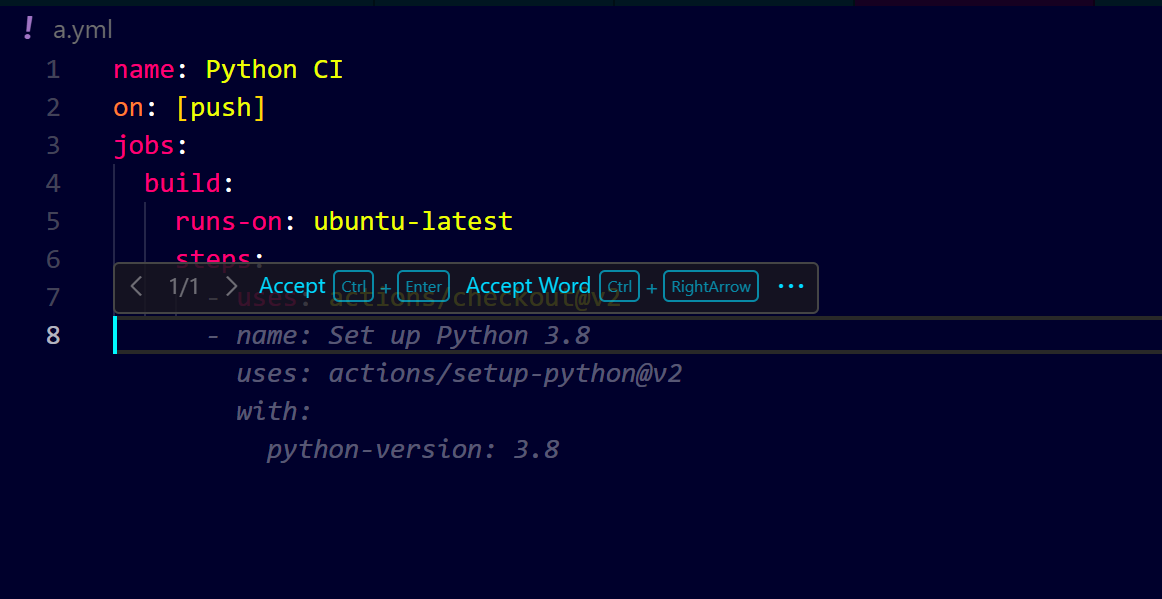 ! a.yml
1 name: Python CI
2 on: [push]
3 jobs:
4 build:
5 runs-on: ubuntu-latest
6 steps:
1/1 Accept Ctrl + Enter Accept Word Ctrl + RightArrow ...
7 - uses: actions/checkout@v2
8 - name: Set up Python 3.8
uses: actions/setup-python@v2
with:
python-version: 3.8